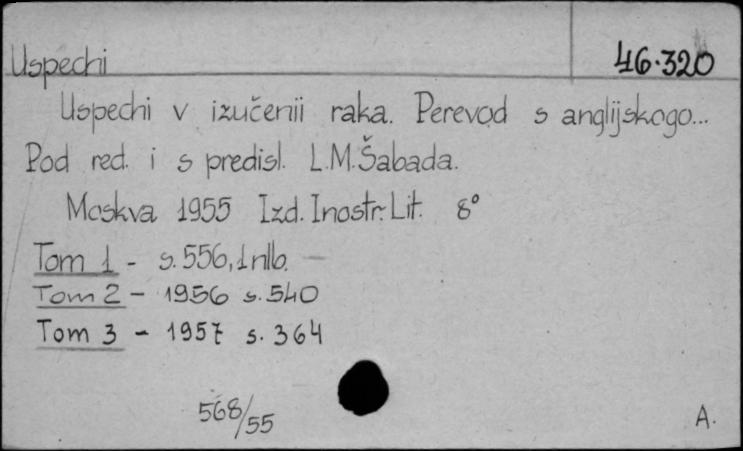 46.320
Uspechi
Uspechi v izučenii raka. Perevod s anglijskogo...
Pod red. i s predisl. L.M. Šabada.
Moskva 1955 Izd. Inostr. Lit. 8°
Tom 1 - s. 556, 1 nlb.
Tom 2 - 1956 s. 540
Tom 3 - 1957 s. 364
568/55
A.